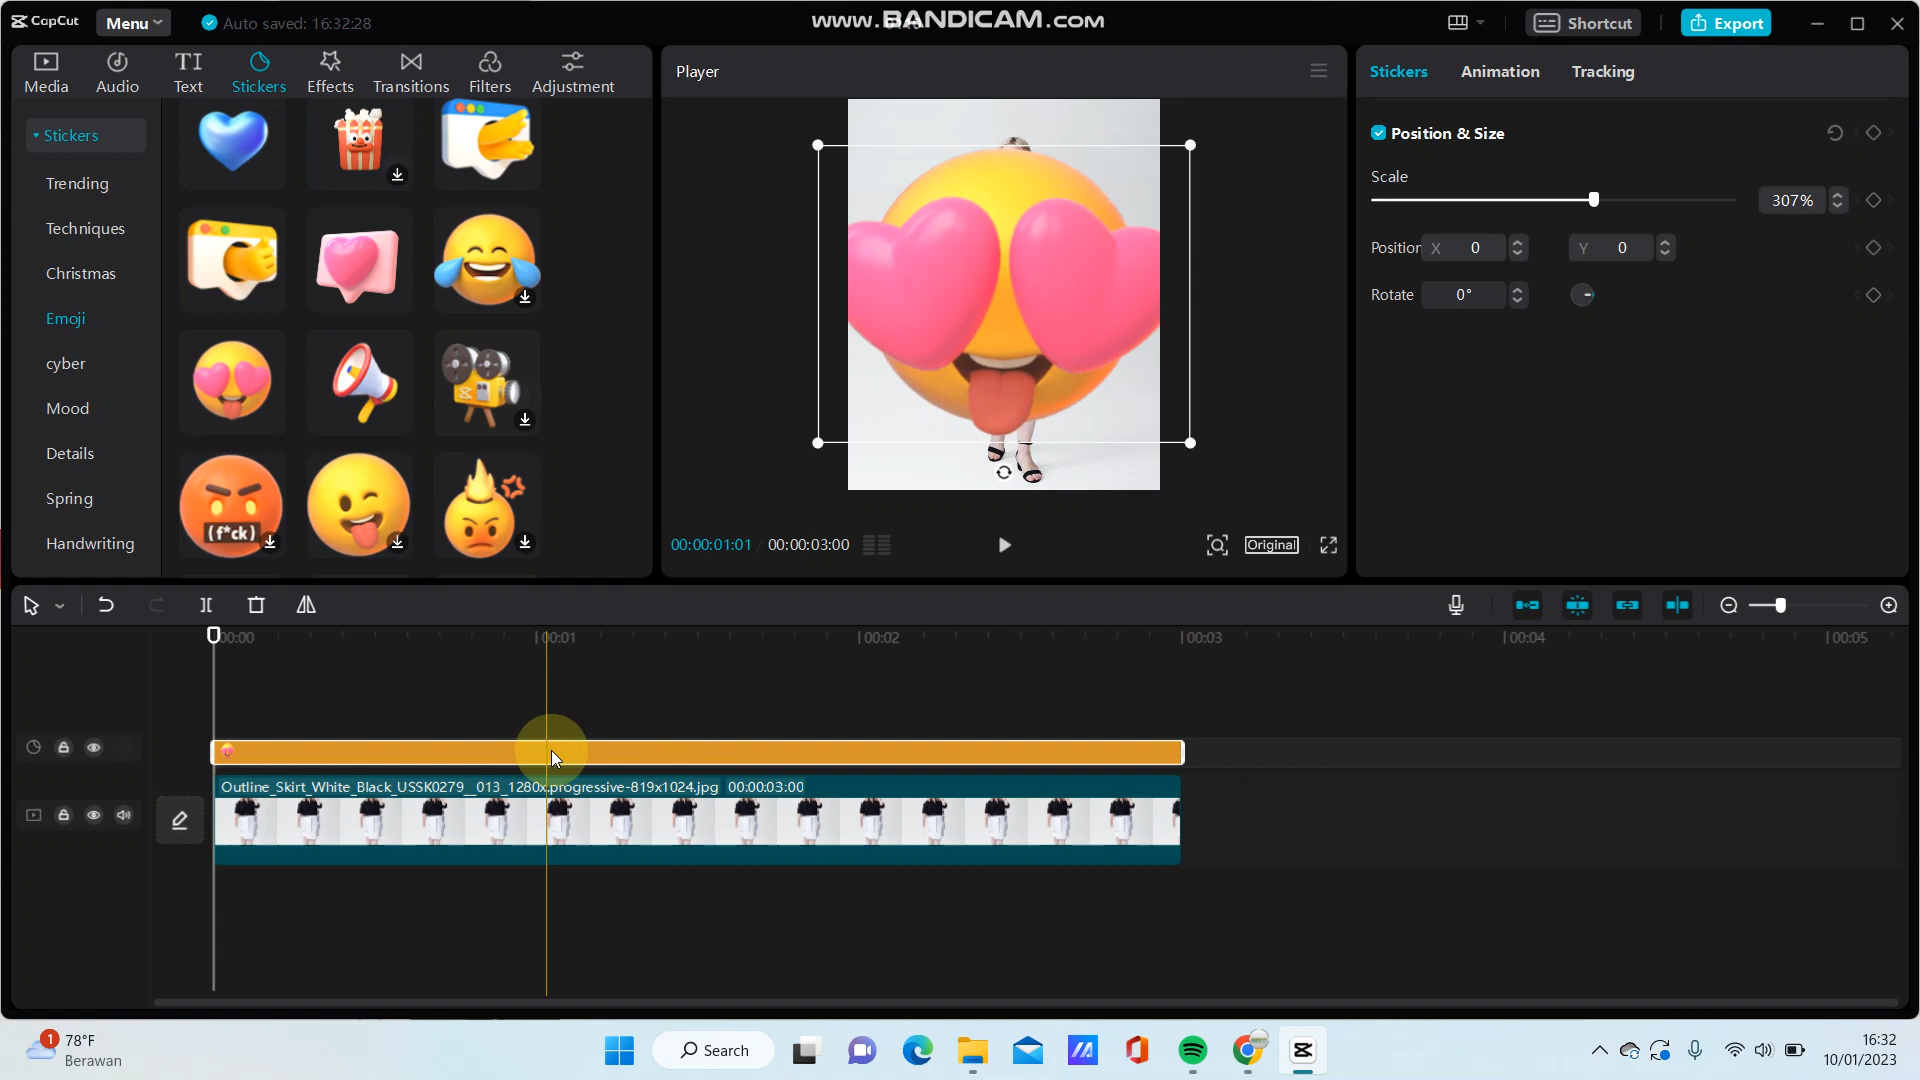 CapCut
Menu
Auto saved: 16:32:28
www.BANDICAM.com
Shortcut
Export
Media
Audio
TI
Text
Stickers
Effects
Transitions
Filters
Adjustment
Player
Stickers
Animation
Tracking
Stickers
Trending
Techniques
Christmas
Emoji
cyber
Mood
Details
Spring
Handwriting
(f*ck)
Position & Size
Scale
307%
Position
X
0
Y
0
Rotate
0°
00:00:01:01
00:00:03:00
Original
00:00
00:01
00:02
00:03
00:04
00:05
Outline_Skirt_White_Black_USSK0279__013_1280x.progressive-819x1024.jpg
00:00:03:00
1
78°F
Berawan
Search
16:32
10/01/2023